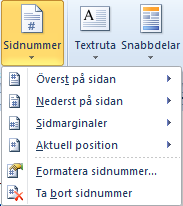 Sidnummer Textruta Snabbdelar
Överst på sidan
Nederst på sidan
Sidmarginaler
Aktuell position
Formatera sidnummer...
Ta bort sidnummer